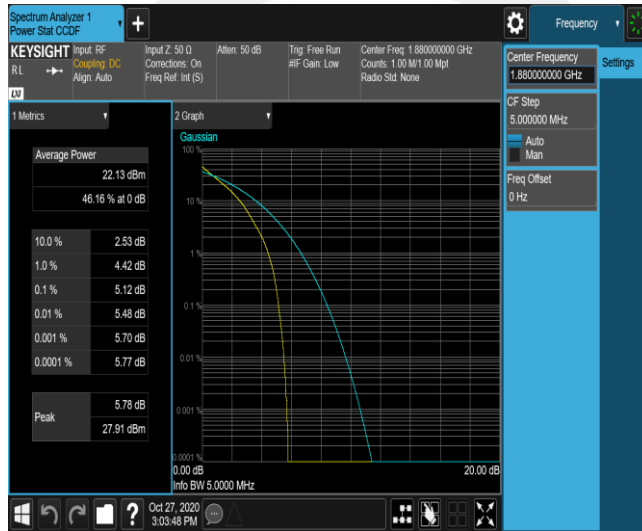 Spectrum Analyzer 1
Power Stat CCDF
Frequency
KEYSIGHT
RL
LXI
Input: RF
Coupling: DC
Align: Auto
Input Z: 50 Ω
Corrections: On
Freq Ref: Int (S)
Atten: 50 dB
Trig: Free Run
#IF Gain: Low
Center Freq: 1.880000000 GHz
Counts: 1.00 M/1.00 Mpt
Radio Std: None
Center Frequency
1.880000000 GHz
Settings
CF Step
5.000000 MHz
Auto
Man
Freq Offset
0 Hz
1 Metrics
Average Power
22.13 dBm
46.16 % at 0 dB
10.0 % 2.53 dB
1.0 % 4.42 dB
0.1 % 5.12 dB
0.01 % 5.48 dB
0.001 % 5.70 dB
0.0001 % 5.77 dB
Peak
5.78 dB
27.91 dBm
2 Graph
Gaussian
100 %
10 %
1 %
0.1 %
0.01 %
0.001 %
0.0001 %
0.00 dB 20.00 dB
Info BW 5.0000 MHz
?
Oct 27, 2020
3:03:48 PM